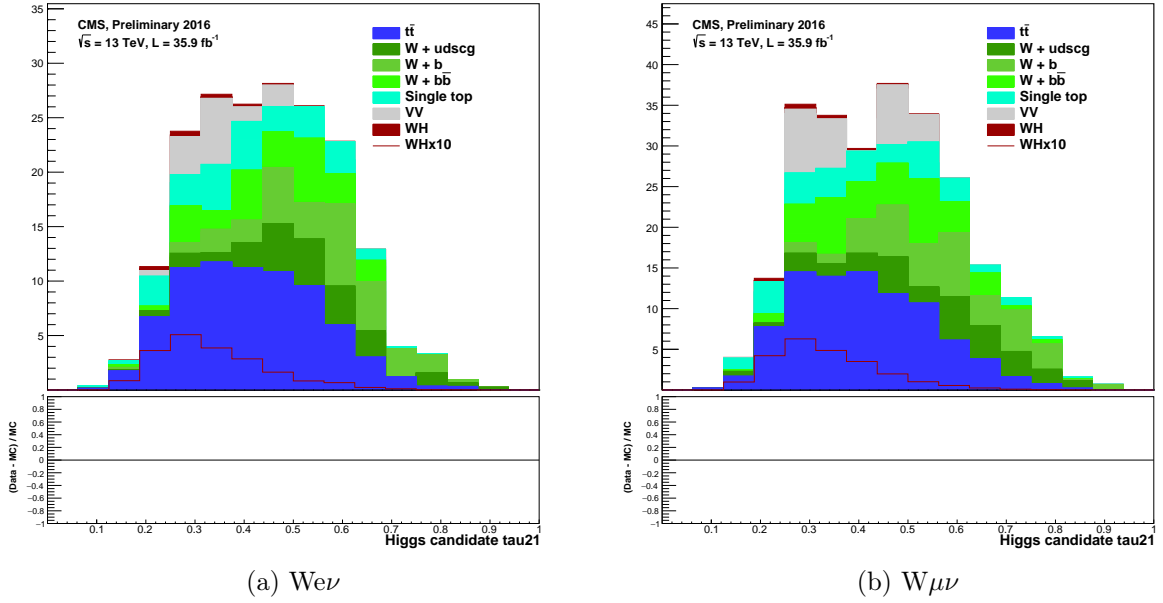 CMS, Preliminary 2016
√s = 13 TeV, L = 35.9 fb⁻¹
tt̄
W + udscg
W + b
W + bb̄
Single top
VV
WH
WHx10
35
30
25
20
15
10
5
(Data - MC) / MC
1
0.8
0.6
0.4
0.2
0
−0.2
−0.4
−0.6
−0.8
−1
0.1 0.2 0.3 0.4 0.5 0.6 0.7 0.8 0.9 1
Higgs candidate tau21
(a) Weν
CMS, Preliminary 2016
√s = 13 TeV, L = 35.9 fb⁻¹
tt̄
W + udscg
W + b
W + bb̄
Single top
VV
WH
WHx10
45
40
35
30
25
20
15
10
5
(Data - MC) / MC
1
0.8
0.6
0.4
0.2
0
−0.2
−0.4
−0.6
−0.8
−1
0.1 0.2 0.3 0.4 0.5 0.6 0.7 0.8 0.9 1
Higgs candidate tau21
(b) Wμν